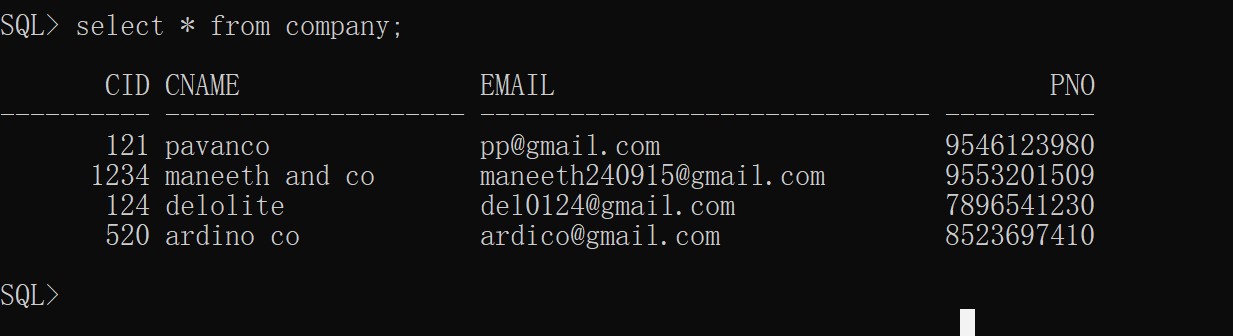 SQL> select * from company;
CID CNAME EMAIL PNO
---------- -------------------- ------------------------------ ----------
121 pavanco pp@gmail.com 9546123980
1234 maneeth and co maneeth240915@gmail.com 9553201509
124 delolite del0124@gmail.com 7896541230
520 ardino co ardico@gmail.com 8523697410
SQL>